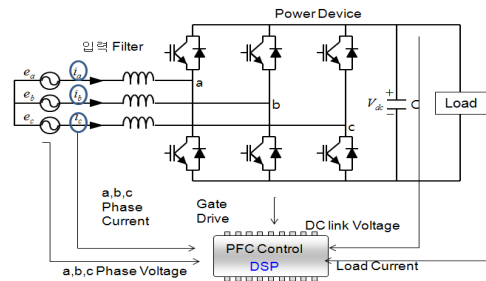 Power Device
입력 Filter
e_a
i_a
a
e_b
i_b
b
V_dc
Load
e_c
i_c
c
a,b,c
Phase
Current
Gate
Drive
DC link Voltage
PFC Control
DSP
a,b,c Phase Voltage
Load Current